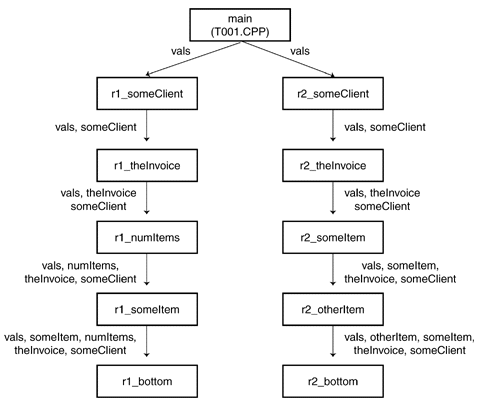 main
(T001.CPP)
vals
vals
r1_someClient
r2_someClient
vals, someClient
vals, someClient
r1_theInvoice
r2_theInvoice
vals, theInvoice
someClient
vals, theInvoice
someClient
r1_numItems
r2_someItem
vals, numItems,
theInvoice, someClient
vals, someItem,
theInvoice, someClient
r1_someItem
r2_otherItem
vals, someItem, numItems,
theInvoice, someClient
vals, otherItem, someItem,
theInvoice, someClient
r1_bottom
r2_bottom